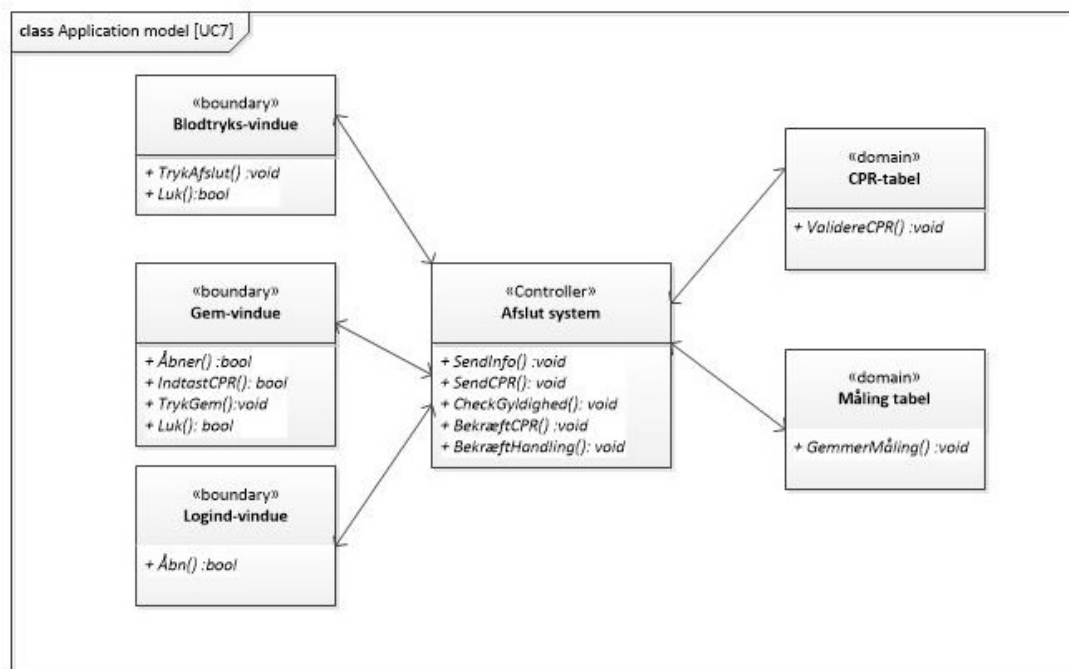 class Application model [UC7]
«boundary»
Blodtryks-vindue
+ TrykAfslut() :void
+ Luk():bool
«boundary»
Gem-vindue
+ Åbner() :bool
+ IndtastCPR(): bool
+ TrykGem():void
+ Luk(): bool
«boundary»
Logind-vindue
+ Åbn() :bool
«Controller»
Afslut system
+ SendInfo() :void
+ SendCPR(): void
+ CheckGyldighed(): void
+ BekræftCPR() :void
+ BekræftHandling(): void
«domain»
CPR-tabel
+ ValidereCPR() :void
«domain»
Måling tabel
+ GemmerMåling() :void